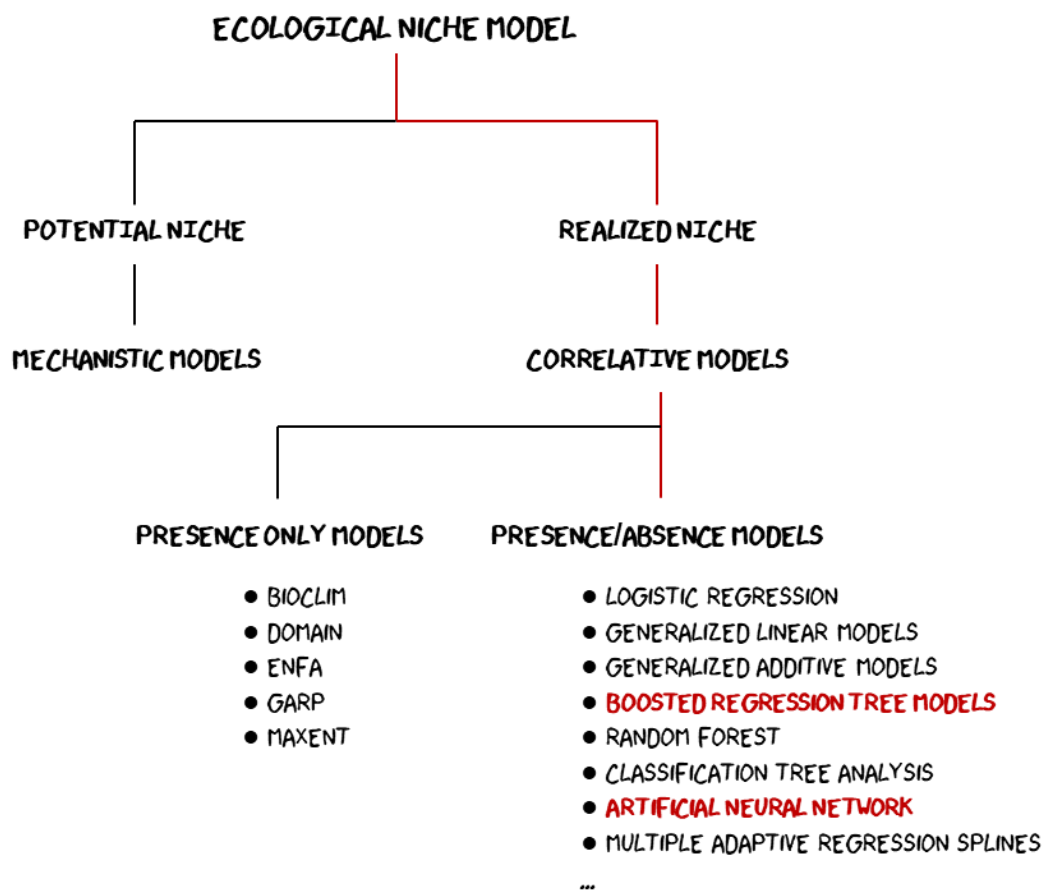 ECOLOGICAL NICHE MODEL
POTENTIAL NICHE
REALIZED NICHE
MECHANISTIC MODELS
CORRELATIVE MODELS
PRESENCE ONLY MODELS
PRESENCE/ABSENCE MODELS
● BIOCLIM
● DOMAIN
● ENFA
● GARP
● MAXENT
● LOGISTIC REGRESSION
● GENERALIZED LINEAR MODELS
● GENERALIZED ADDITIVE MODELS
● BOOSTED REGRESSION TREE MODELS
● RANDOM FOREST
● CLASSIFICATION TREE ANALYSIS
● ARTIFICIAL NEURAL NETWORK
● MULTIPLE ADAPTIVE REGRESSION SPLINES
...